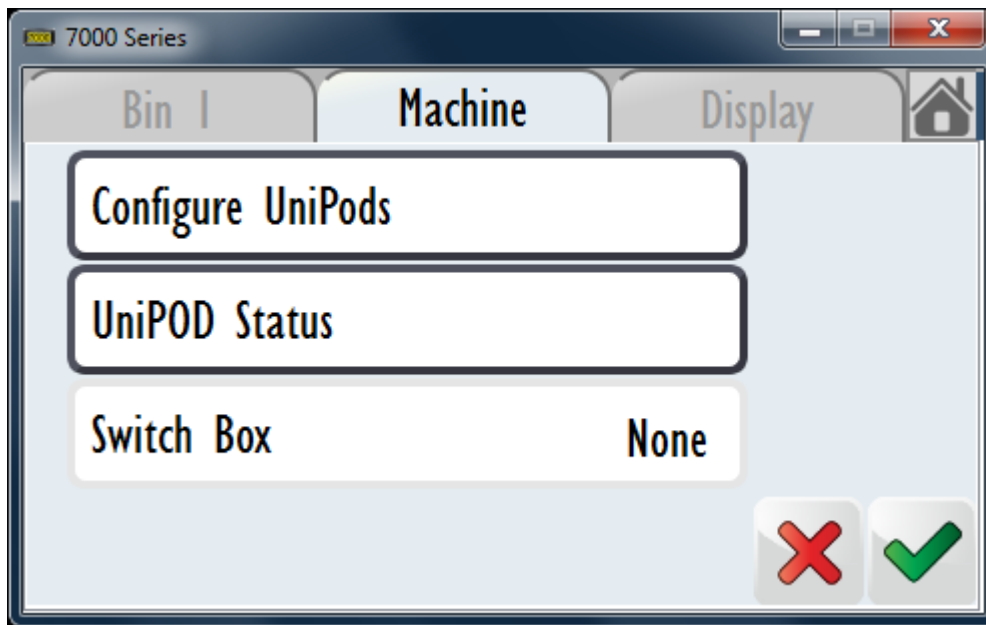 7000 Series
Bin 1 Machine Display
Configure UniPods
UniPOD Status
Switch Box None